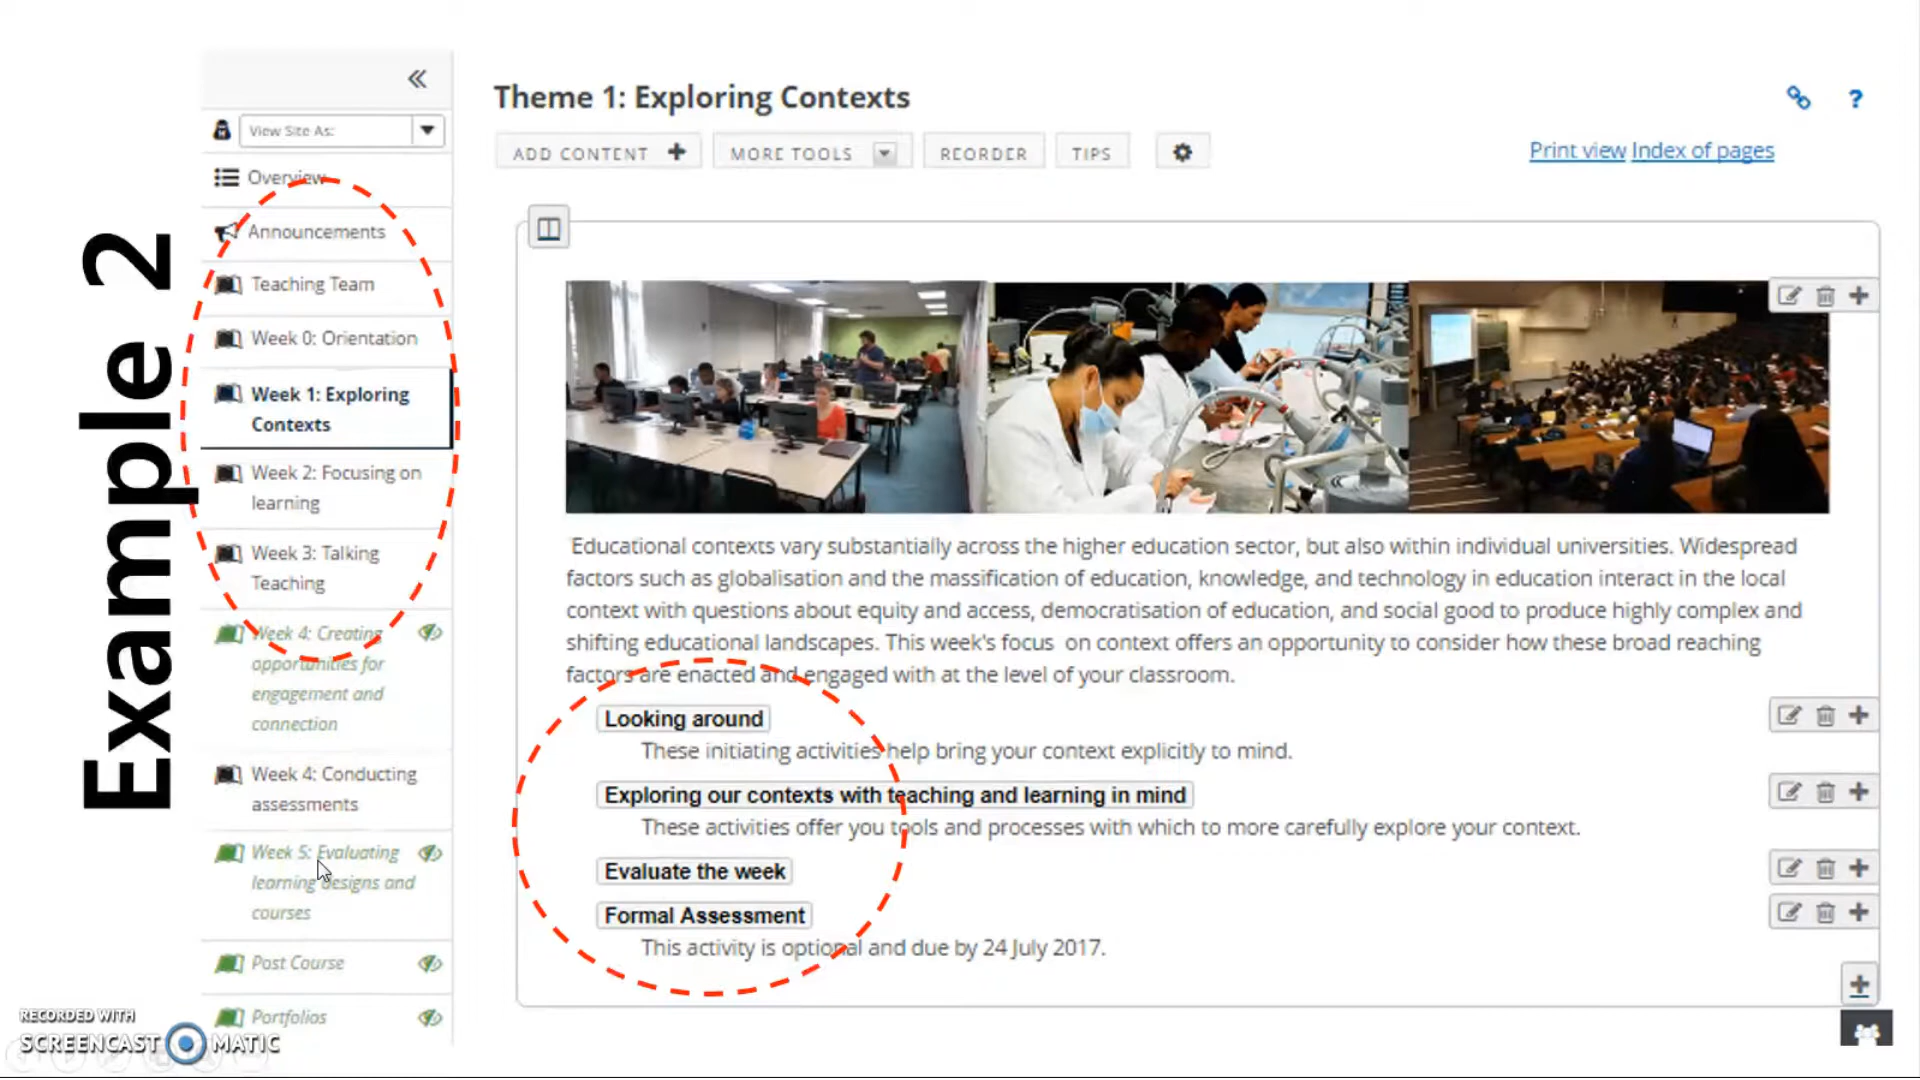 Example 2
View Site As:
Overview
Announcements
Teaching Team
Week 0: Orientation
Week 1: Exploring
Contexts
Week 2: Focusing on
learning
Week 3: Talking
Teaching
Week 4: Creating
opportunities for
engagement and
connection
Week 4: Conducting
assessments
Week 5: Evaluating
learning designs and
courses
Post Course
Portfolios
Theme 1: Exploring Contexts
?
ADD CONTENT
MORE TOOLS
REORDER
TIPS
Print view Index of pages
Educational contexts vary substantially across the higher education sector, but also within individual universities. Widespread
factors such as globalisation and the massification of education, knowledge, and technology in education interact in the local
context with questions about equity and access, democratisation of education, and social good to produce highly complex and
shifting educational landscapes. This week's focus on context offers an opportunity to consider how these broad reaching
factors are enacted and engaged with at the level of your classroom.
Looking around
These initiating activities help bring your context explicitly to mind.
Exploring our contexts with teaching and learning in mind
These activities offer you tools and processes with which to more carefully explore your context.
Evaluate the week
Formal Assessment
This activity is optional and due by 24 July 2017.
RECORDED WITH
SCREENCAST MATIC